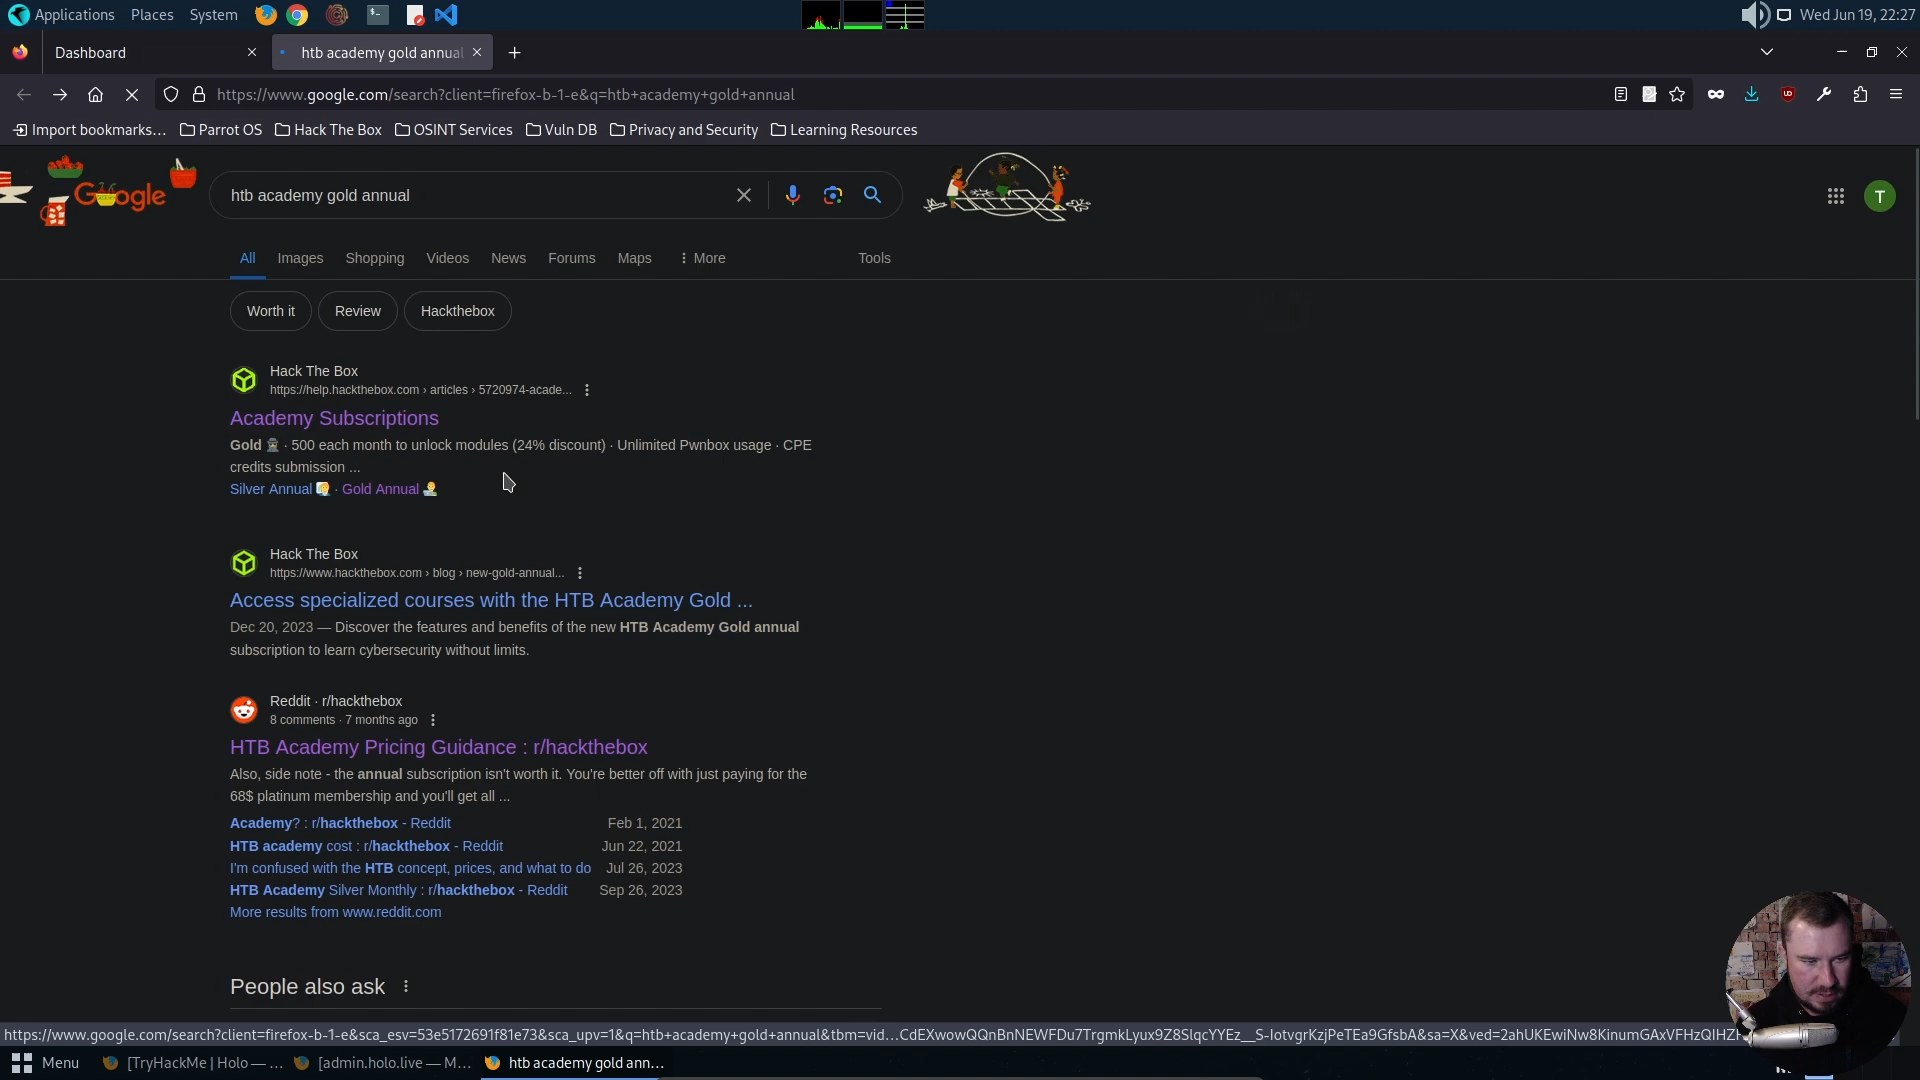 Applications Places System
Wed Jun 19, 22:27
Dashboard
htb academy gold annual
https://www.google.com/search?client=firefox-b-1-e&q=htb+academy+gold+annual
Import bookmarks... Parrot OS Hack The Box OSINT Services Vuln DB Privacy and Security Learning Resources
Google
htb academy gold annual
T
All Images Shopping Videos News Forums Maps More Tools
Worth it Review Hackthebox
Hack The Box
https://help.hackthebox.com › articles › 5720974-acade...
Academy Subscriptions
Gold · 500 each month to unlock modules (24% discount) · Unlimited Pwnbox usage · CPE
credits submission ...
Silver Annual · Gold Annual
Hack The Box
https://www.hackthebox.com › blog › new-gold-annual...
Access specialized courses with the HTB Academy Gold ...
Dec 20, 2023 — Discover the features and benefits of the new HTB Academy Gold annual
subscription to learn cybersecurity without limits.
Reddit · r/hackthebox
8 comments · 7 months ago
HTB Academy Pricing Guidance : r/hackthebox
Also, side note - the annual subscription isn't worth it. You're better off with just paying for the
68$ platinum membership and you'll get all ...
Academy? : r/hackthebox - Reddit Feb 1, 2021
HTB academy cost : r/hackthebox - Reddit Jun 22, 2021
I'm confused with the HTB concept, prices, and what to do Jul 26, 2023
HTB Academy Silver Monthly : r/hackthebox - Reddit Sep 26, 2023
More results from www.reddit.com
People also ask
Menu [TryHackMe | Holo — ... [admin.holo.live — M... htb academy gold ann...